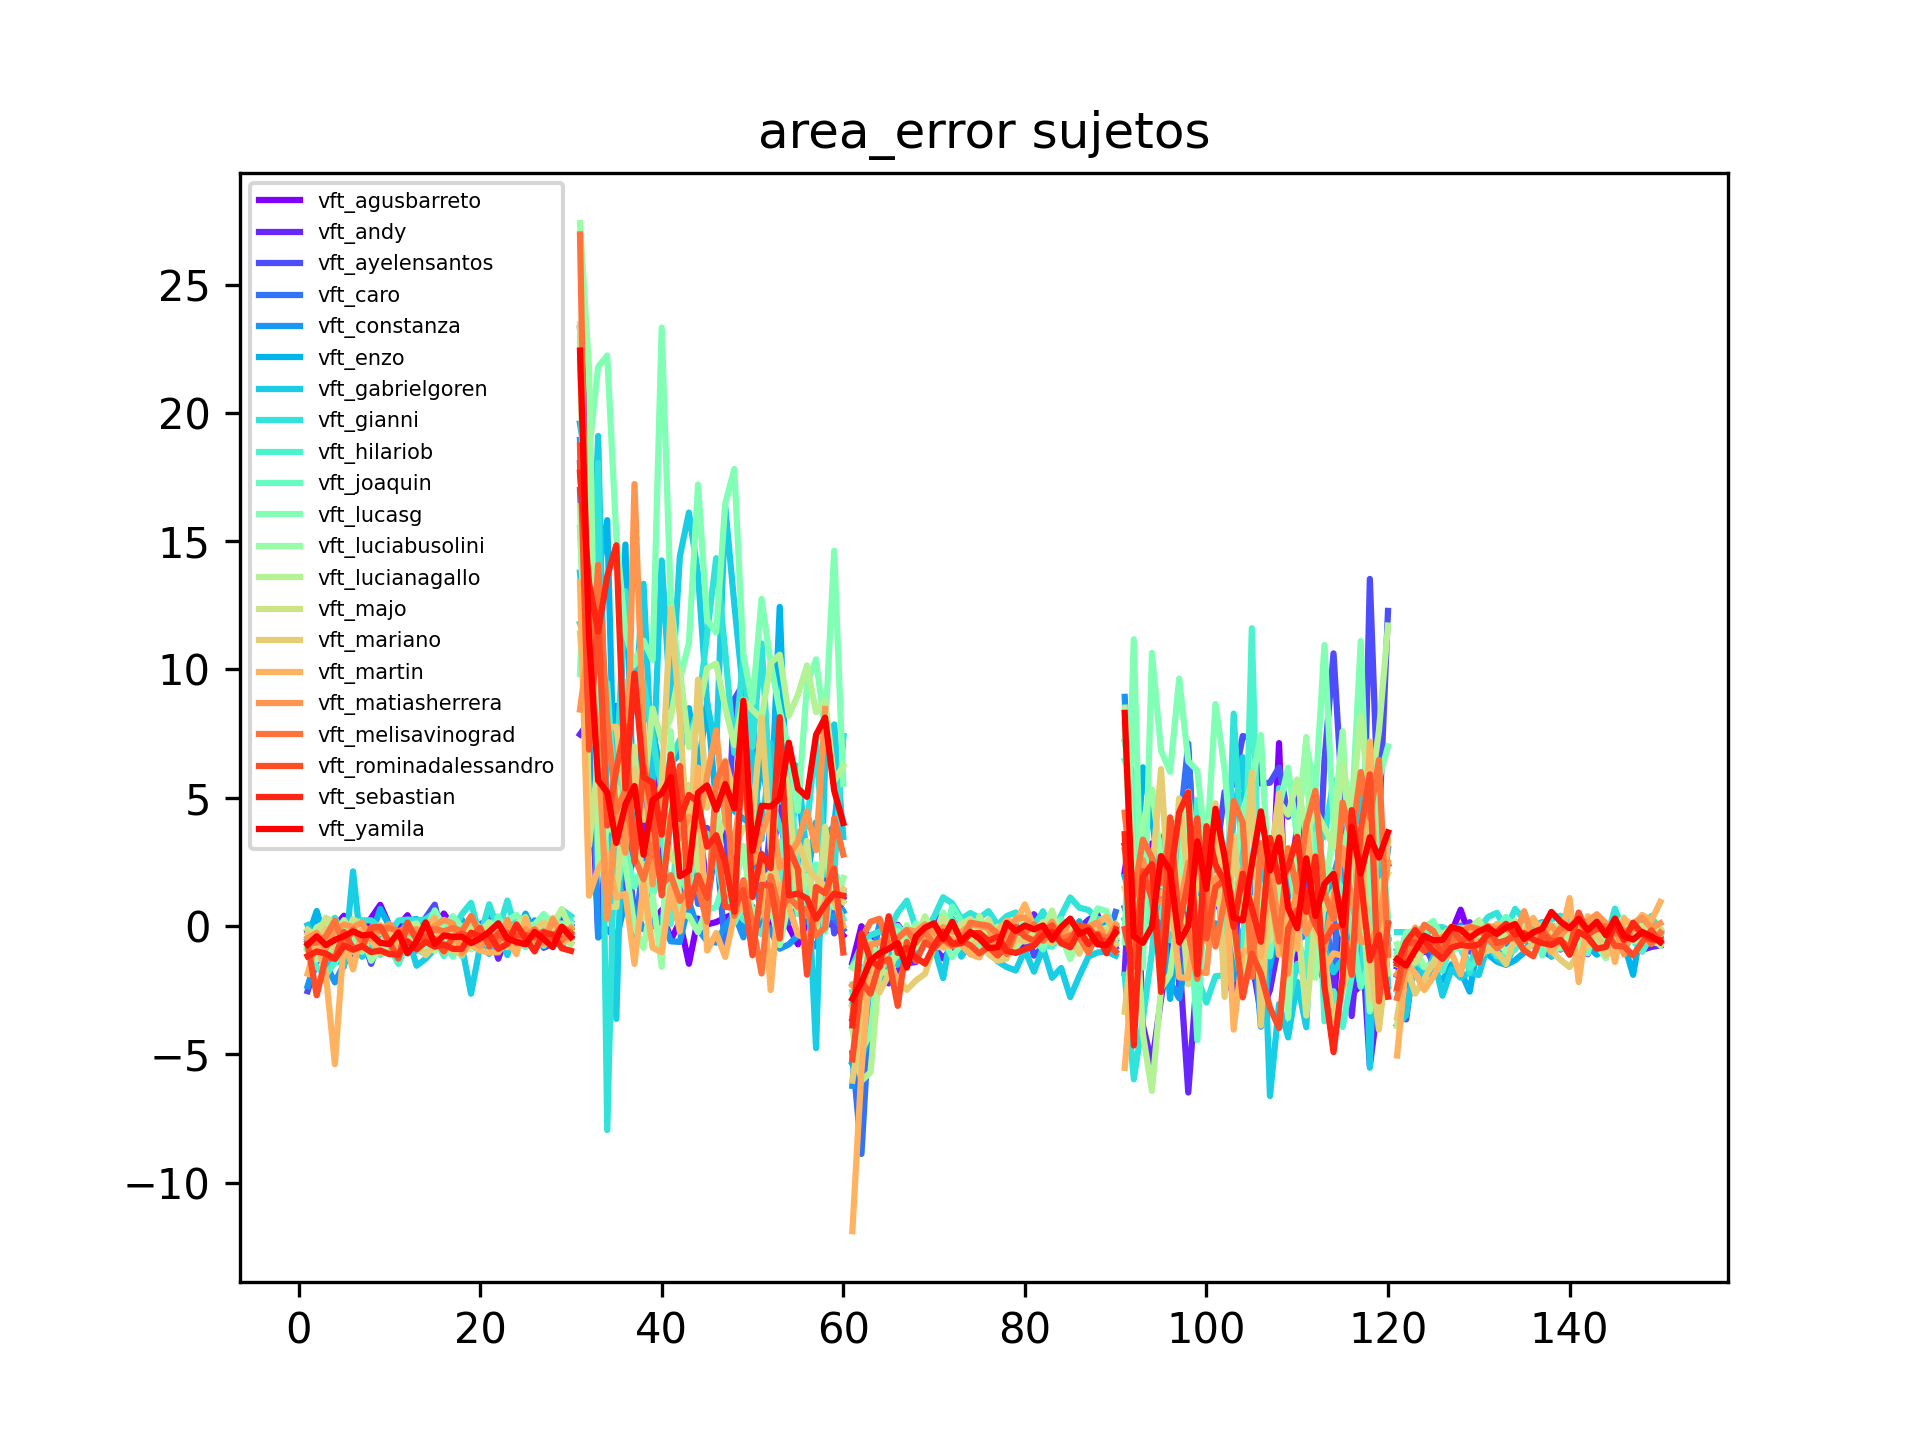 area_error sujetos
vft_agusbarreto
vft_andy
vft_ayelensantos
vft_caro
vft_constanza
vft_enzo
vft_gabrielgoren
vft_gianni
vft_hilariob
vft_joaquin
vft_lucasg
vft_luciabusolini
vft_lucianagallo
vft_majo
vft_mariano
vft_martin
vft_matiasherrera
vft_melisavinograd
vft_rominadalessandro
vft_sebastian
vft_yamila
25
20
15
10
5
0
−5
−10
0 20 40 60 80 100 120 140